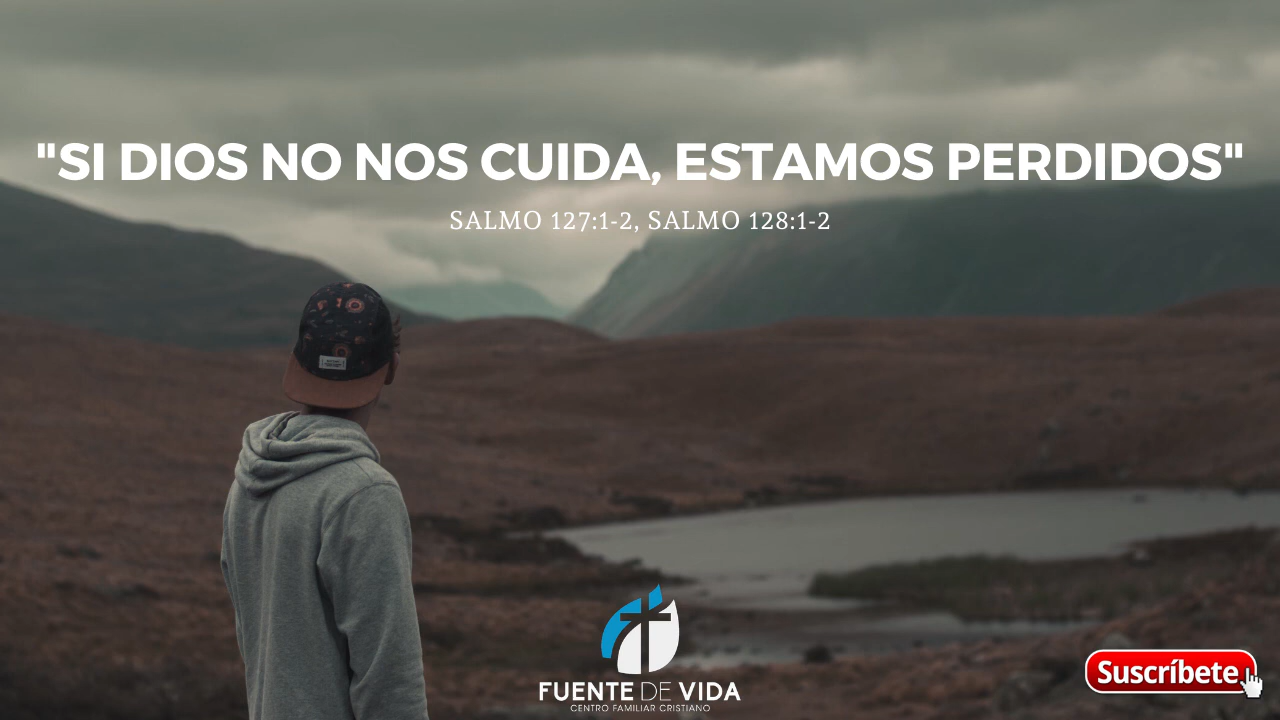 "SI DIOS NO NOS CUIDA, ESTAMOS PERDIDOS"
SALMO 127:1-2, SALMO 128:1-2
FUENTE DE VIDA
CENTRO FAMILIAR CRISTIANO
Suscríbete